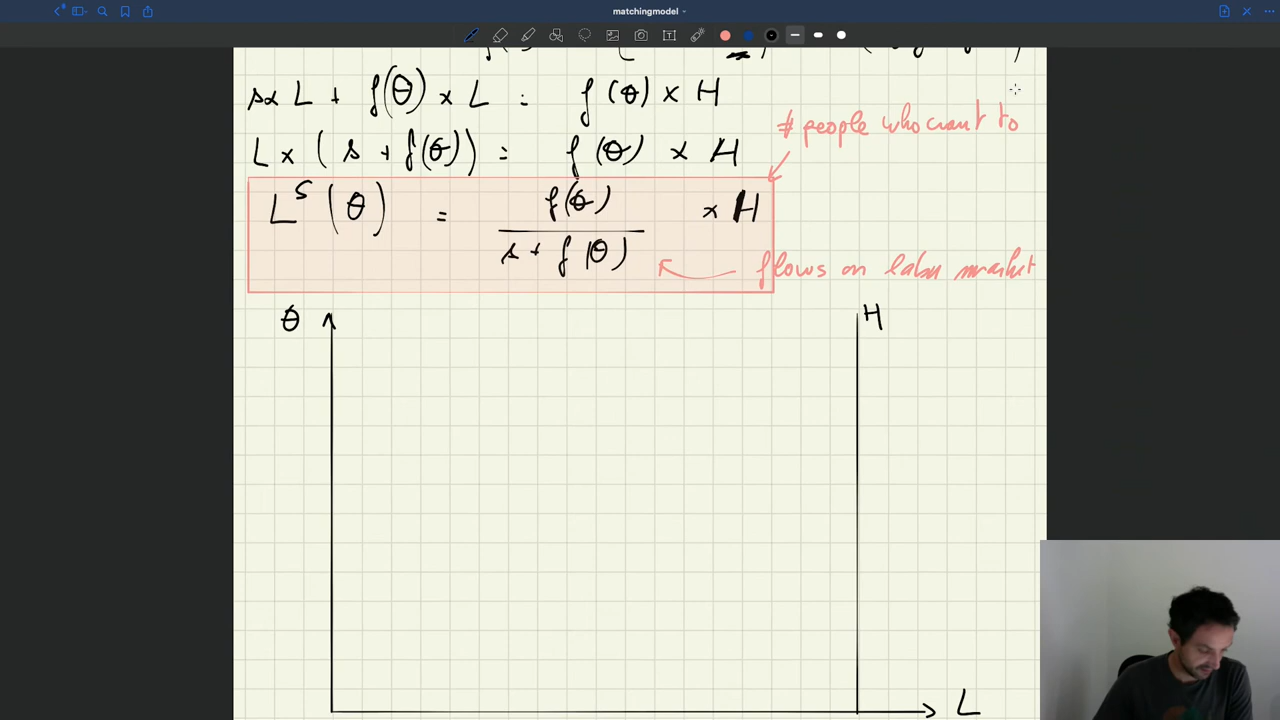 matchingmodel
s × L + f(θ) × L = f(θ) × H
# people who want to
L × (s + f(θ)) = f(θ) × H
L^S (θ) = f(θ) / (s + f(θ)) × H
flows on labor market
θ
H
L